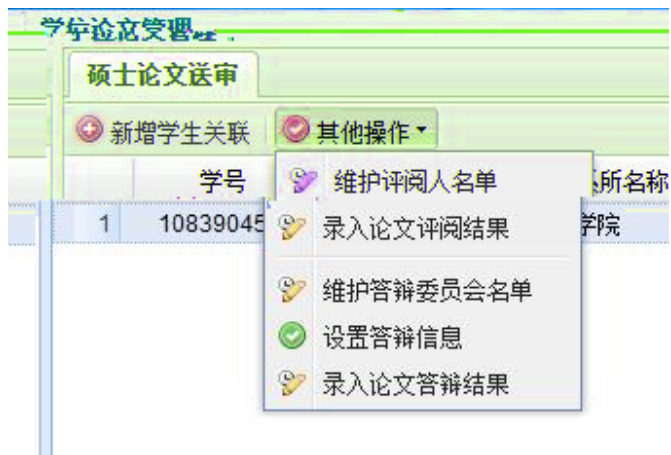 学位论文管理
硕士论文送审
新增学生关联 其他操作
学号 维护评阅人名单 所名称
1 10839045 录入论文评阅结果 学院
维护答辩委员会名单
设置答辩信息
录入论文答辩结果